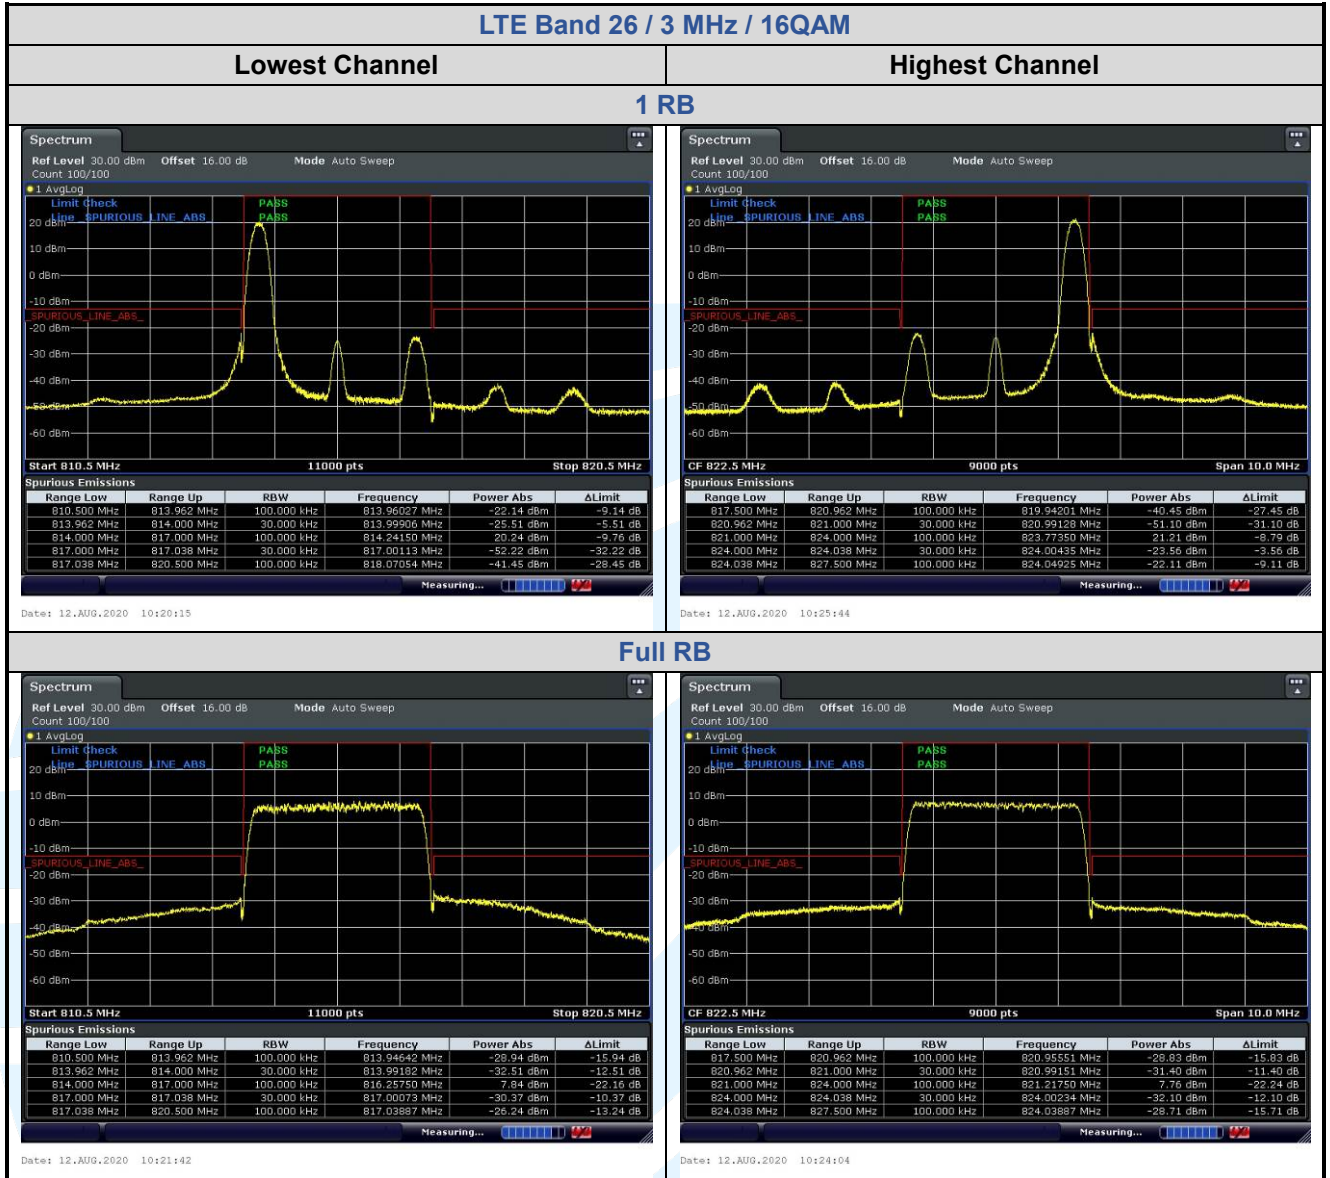 LTE Band 26 / 3 MHz / 16QAM
Lowest Channel Highest Channel
1 RB
Spectrum
Ref Level 30.00 dBm Offset 16.00 dB Mode Auto Sweep
Count 100/100
1 AvgLog
Limit Check PASS
Line _SPURIOUS_LINE_ABS_ PASS
20 dBm
10 dBm
0 dBm
-10 dBm
_SPURIOUS_LINE_ABS_
-20 dBm
-30 dBm
-40 dBm
-50 dBm
-60 dBm
Start 810.5 MHz 11000 pts Stop 820.5 MHz
Spurious Emissions
Range Low Range Up RBW Frequency Power Abs ΔLimit
810.500 MHz 813.962 MHz 100.000 kHz 813.96027 MHz -22.14 dBm -9.14 dB
813.962 MHz 814.000 MHz 30.000 kHz 813.99906 MHz -25.51 dBm -5.51 dB
814.000 MHz 817.000 MHz 100.000 kHz 814.24150 MHz 20.24 dBm -9.76 dB
817.000 MHz 817.038 MHz 30.000 kHz 817.00113 MHz -52.22 dBm -32.22 dB
817.038 MHz 820.500 MHz 100.000 kHz 818.07054 MHz -41.45 dBm -28.45 dB
Measuring...
Date: 12.AUG.2020 10:20:15
Spectrum
Ref Level 30.00 dBm Offset 16.00 dB Mode Auto Sweep
Count 100/100
1 AvgLog
Limit Check PASS
Line _SPURIOUS_LINE_ABS_ PASS
20 dBm
10 dBm
0 dBm
-10 dBm
_SPURIOUS_LINE_ABS_
-20 dBm
-30 dBm
-40 dBm
-50 dBm
-60 dBm
CF 822.5 MHz 9000 pts Span 10.0 MHz
Spurious Emissions
Range Low Range Up RBW Frequency Power Abs ΔLimit
817.500 MHz 820.962 MHz 100.000 kHz 819.94201 MHz -40.45 dBm -27.45 dB
820.962 MHz 821.000 MHz 30.000 kHz 820.99128 MHz -51.10 dBm -31.10 dB
821.000 MHz 824.000 MHz 100.000 kHz 823.77350 MHz 21.21 dBm -8.79 dB
824.000 MHz 824.038 MHz 30.000 kHz 824.00435 MHz -23.56 dBm -3.56 dB
824.038 MHz 827.500 MHz 100.000 kHz 824.04925 MHz -22.11 dBm -9.11 dB
Measuring...
Date: 12.AUG.2020 10:25:44
Full RB
Spectrum
Ref Level 30.00 dBm Offset 16.00 dB Mode Auto Sweep
Count 100/100
1 AvgLog
Limit Check PASS
Line _SPURIOUS_LINE_ABS_ PASS
20 dBm
10 dBm
0 dBm
-10 dBm
_SPURIOUS_LINE_ABS_
-20 dBm
-30 dBm
-40 dBm
-50 dBm
-60 dBm
Start 810.5 MHz 11000 pts Stop 820.5 MHz
Spurious Emissions
Range Low Range Up RBW Frequency Power Abs ΔLimit
810.500 MHz 813.962 MHz 100.000 kHz 813.94642 MHz -28.94 dBm -15.94 dB
813.962 MHz 814.000 MHz 30.000 kHz 813.99182 MHz -32.51 dBm -12.51 dB
814.000 MHz 817.000 MHz 100.000 kHz 816.25750 MHz 7.84 dBm -22.16 dB
817.000 MHz 817.038 MHz 30.000 kHz 817.00073 MHz -30.37 dBm -10.37 dB
817.038 MHz 820.500 MHz 100.000 kHz 817.03887 MHz -26.24 dBm -13.24 dB
Measuring...
Date: 12.AUG.2020 10:21:42
Spectrum
Ref Level 30.00 dBm Offset 16.00 dB Mode Auto Sweep
Count 100/100
1 AvgLog
Limit Check PASS
Line _SPURIOUS_LINE_ABS_ PASS
20 dBm
10 dBm
0 dBm
-10 dBm
_SPURIOUS_LINE_ABS_
-20 dBm
-30 dBm
-40 dBm
-50 dBm
-60 dBm
CF 822.5 MHz 9000 pts Span 10.0 MHz
Spurious Emissions
Range Low Range Up RBW Frequency Power Abs ΔLimit
817.500 MHz 820.962 MHz 100.000 kHz 820.95551 MHz -28.83 dBm -15.83 dB
820.962 MHz 821.000 MHz 30.000 kHz 820.99151 MHz -31.40 dBm -11.40 dB
821.000 MHz 824.000 MHz 100.000 kHz 821.21750 MHz 7.76 dBm -22.24 dB
824.000 MHz 824.038 MHz 30.000 kHz 824.00234 MHz -32.10 dBm -12.10 dB
824.038 MHz 827.500 MHz 100.000 kHz 824.03887 MHz -28.71 dBm -15.71 dB
Measuring...
Date: 12.AUG.2020 10:24:04